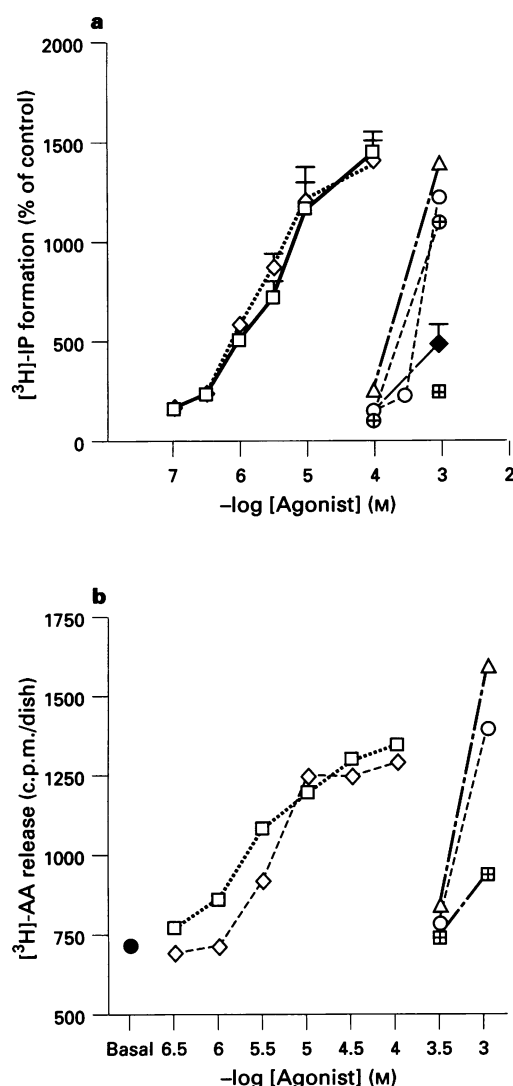 a
2000
1500
1000
500
0
[³H]-IP formation (% of control)
7 6 5 4 3 2
–log [Agonist] (M)
b
1750
1500
1250
1000
750
500
[³H]-AA release (c.p.m./dish)
Basal 6.5 6 5.5 5 4.5 4 3.5 3
–log [Agonist] (M)